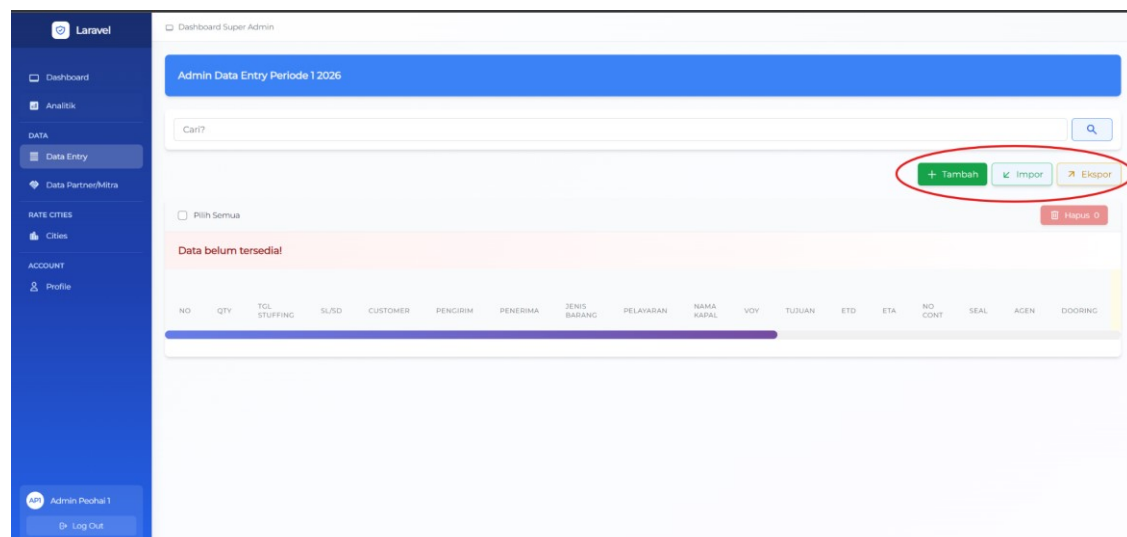 Laravel
Dashboard Super Admin
Dashboard
Analitik
DATA
Data Entry
Data Partner/Mitra
RATE CITIES
Cities
ACCOUNT
Profile
API
Admin Peohai 1
Log Out
Admin Data Entry Periode 1 2026
Cari?
+ Tambah
Impor
Ekspor
Pilih Semua
Hapus 0
Data belum tersedia!
NO QTY TGL STUFFING SL/SD CUSTOMER PENGIRIM PENERIMA JENIS BARANG PELAYARAN NAMA KAPAL VOY TUJUAN ETD ETA NO CONT SEAL AGEN DOORING